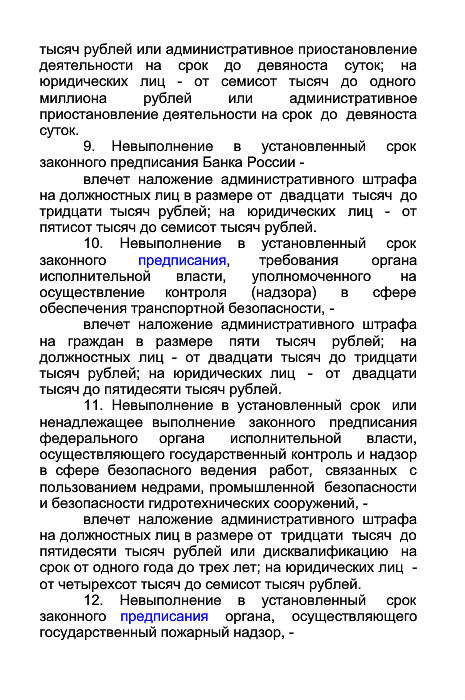 тысяч рублей или административное приостановление
деятельности на срок до девяноста суток; на
юридических лиц - от семисот тысяч до одного
миллиона рублей или административное
приостановление деятельности на срок до девяноста
суток.
9. Невыполнение в установленный срок
законного предписания Банка России -
влечет наложение административного штрафа
на должностных лиц в размере от двадцати тысяч до
тридцати тысяч рублей; на юридических лиц - от
пятисот тысяч до семисот тысяч рублей.
10. Невыполнение в установленный срок
законного предписания, требования органа
исполнительной власти, уполномоченного на
осуществление контроля (надзора) в сфере
обеспечения транспортной безопасности, -
влечет наложение административного штрафа
на граждан в размере пяти тысяч рублей; на
должностных лиц - от двадцати тысяч до тридцати
тысяч рублей; на юридических лиц - от двадцати
тысяч до пятидесяти тысяч рублей.
11. Невыполнение в установленный срок или
ненадлежащее выполнение законного предписания
федерального органа исполнительной власти,
осуществляющего государственный контроль и надзор
в сфере безопасного ведения работ, связанных с
пользованием недрами, промышленной безопасности
и безопасности гидротехнических сооружений, -
влечет наложение административного штрафа
на должностных лиц в размере от тридцати тысяч до
пятидесяти тысяч рублей или дисквалификацию на
срок от одного года до трех лет; на юридических лиц -
от четырехсот тысяч до семисот тысяч рублей.
12. Невыполнение в установленный срок
законного предписания органа, осуществляющего
государственный пожарный надзор, -